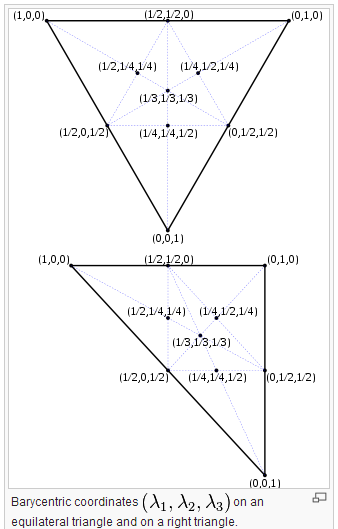 (1,0,0) (1/2,1/2,0) (0,1,0)
(1/2,1/4,1/4) (1/4,1/2,1/4)
(1/3,1/3,1/3)
(1/2,0,1/2) (1/4,1/4,1/2) (0,1/2,1/2)
(0,0,1)
(1,0,0) (1/2,1/2,0) (0,1,0)
(1/2,1/4,1/4) (1/4,1/2,1/4)
(1/3,1/3,1/3)
(1/2,0,1/2) (1/4,1/4,1/2) (0,1/2,1/2)
(0,0,1)
Barycentric coordinates (λ₁, λ₂, λ₃) on an
equilateral triangle and on a right triangle.